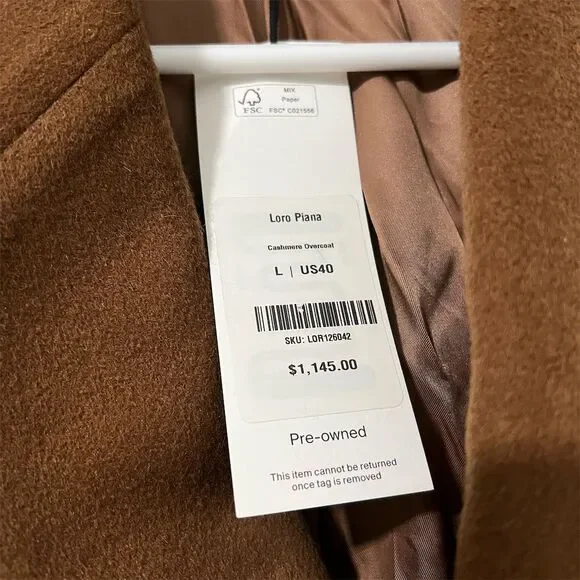 FSC
MIX
Paper
FSC® C021556
Loro Piana
Cashmere Overcoat
L | US40
SKU: LOR126042
$1,145.00
Pre-owned
This item cannot be returned
once tag is removed